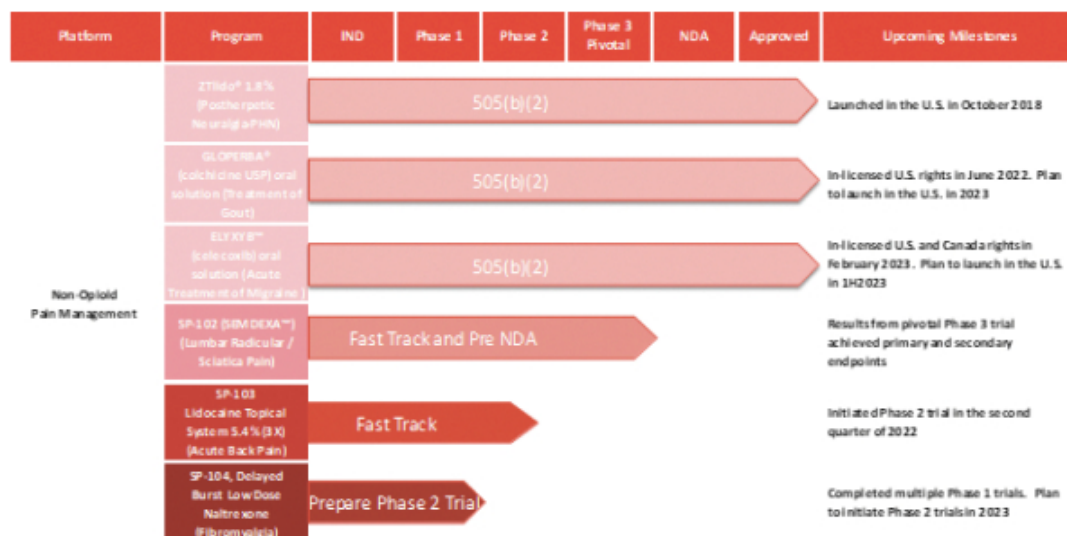 Platform Program IND Phase 1 Phase 2 Phase 3 Pivotal NDA Approved Upcoming Milestones
Non-Opioid
Pain Management
ZTlido® 1.8%
(Postherpetic
Neuralgia-PHN)
505(b)(2)
Launched in the U.S. in October 2018
GLOPERBA®
(colchicine USP) oral
solution (Treatment of
Gout)
505(b)(2)
In-licensed U.S. rights in June 2022. Plan
to launch in the U.S. in 2023
ELYXYB™
(celecoxib) oral
solution (Acute
Treatment of Migraine)
505(b)(2)
In-licensed U.S. and Canada rights in
February 2023. Plan to launch in the U.S.
in 1H2023
SP-102 (SEMDEXA™)
(Lumbar Radicular /
Sciatica Pain)
Fast Track and Pre NDA
Results from pivotal Phase 3 trial
achieved primary and secondary
endpoints
SP-103
Lidocaine Topical
System 5.4% (3X)
(Acute Back Pain)
Fast Track
Initiated Phase 2 trial in the second
quarter of 2022
SP-104, Delayed
Burst Low Dose
Naltrexone
(Fibromyalgia)
Prepare Phase 2 Trial
Completed multiple Phase 1 trials. Plan
to initiate Phase 2 trials in 2023